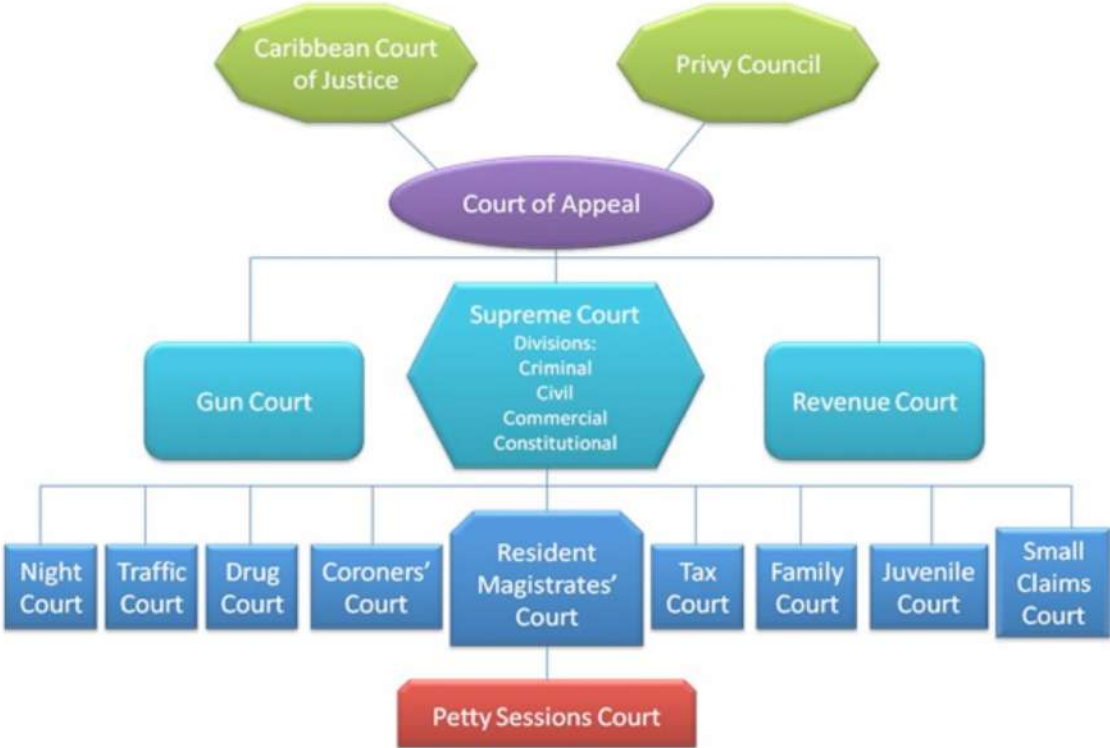 Caribbean Court
of Justice
Privy Council
Court of Appeal
Gun Court
Supreme Court
Divisions:
Criminal
Civil
Commercial
Constitutional
Revenue Court
Night
Court
Traffic
Court
Drug
Court
Coroners'
Court
Resident
Magistrates'
Court
Tax
Court
Family
Court
Juvenile
Court
Small
Claims
Court
Petty Sessions Court